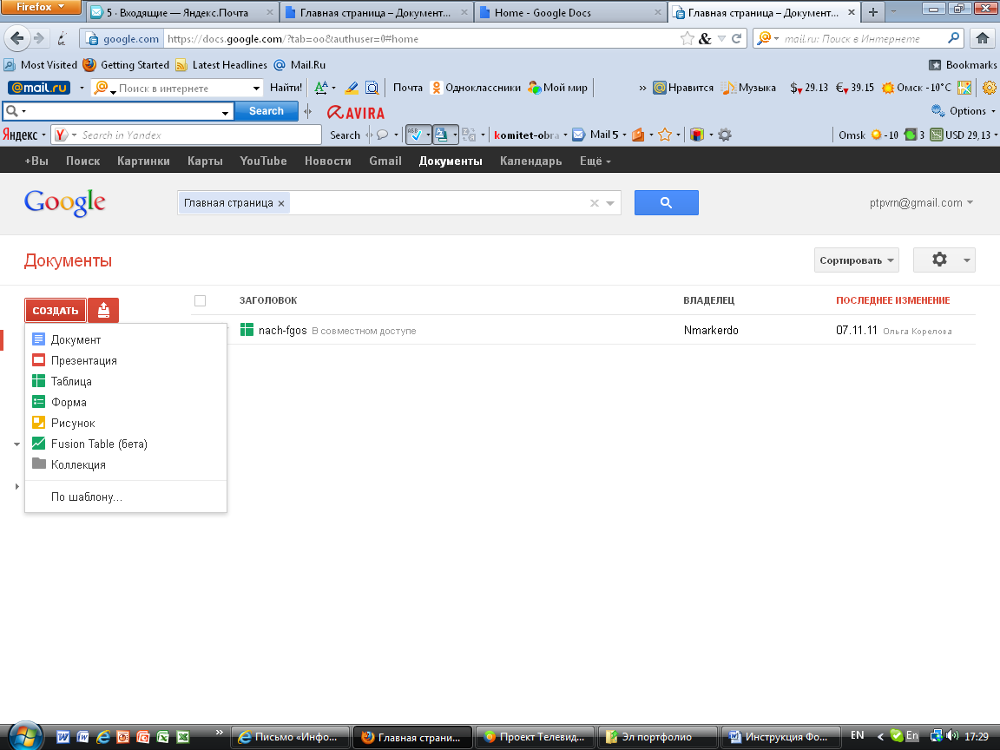 Firefox
5 · Входящие — Яндекс.Почта
Главная страница – Документ...
Home - Google Docs
Главная страница – Документ...
google.com
https://docs.google.com/?tab=oo&authuser=0#home
mail.ru: Поиск в Интернете
Most Visited
Getting Started
Latest Headlines
Mail.Ru
Bookmarks
@mail.ru
Поиск в интернете
Найти!
Почта
Одноклассники
Мой мир
»
Нравится
Музыка
$ 29.13
€ 39.15
Омск -10°C
Search
AVIRA
Options
Яндекс
Search in Yandex
Search
komitet-obra
Mail 5
Omsk
-10
3
USD 29,13
+Вы
Поиск
Картинки
Карты
YouTube
Новости
Gmail
Документы
Календарь
Ещё
Google
Главная страница ×
ptpvrn@gmail.com
Документы
Сортировать
СОЗДАТЬ
ЗАГОЛОВОК
ВЛАДЕЛЕЦ
ПОСЛЕДНЕЕ ИЗМЕНЕНИЕ
nach-fgos В совместном доступе
Nmarkerdo
07.11.11 Ольга Корелова
Документ
Презентация
Таблица
Форма
Рисунок
Fusion Table (бета)
Коллекция
По шаблону...
»
Письмо «Инфо...
Главная страни...
Проект Телевид...
Эл портфолио
Инструкция Фо...
EN
En
17:29